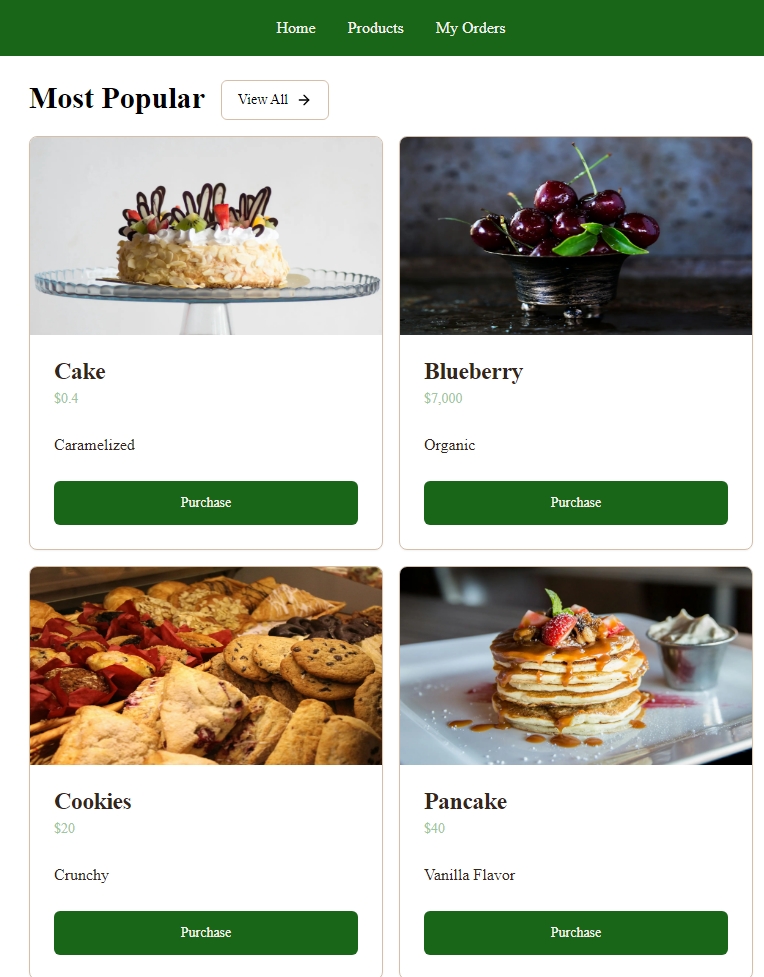 Home Products My Orders
Most Popular View All
Cake
$0.4
Caramelized
Purchase
Blueberry
$7,000
Organic
Purchase
Cookies
$20
Crunchy
Purchase
Pancake
$40
Vanilla Flavor
Purchase